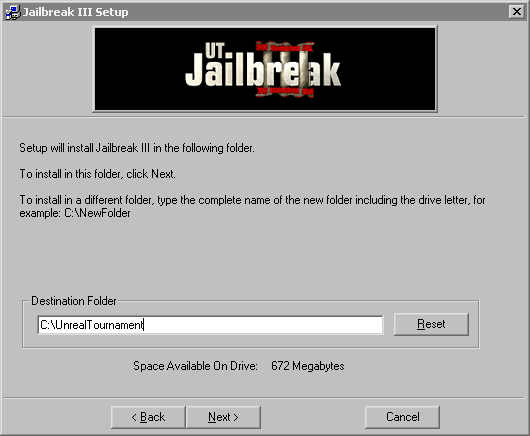 Jailbreak III Setup
UT
Jailbreak
III
Setup will install Jailbreak III in the following folder.
To install in this folder, click Next.
To install in a different folder, type the complete name of the new folder including the drive letter, for
example: C:\NewFolder
Destination Folder
C:\UnrealTournament
Reset
Space Available On Drive: 672 Megabytes
< Back
Next >
Cancel